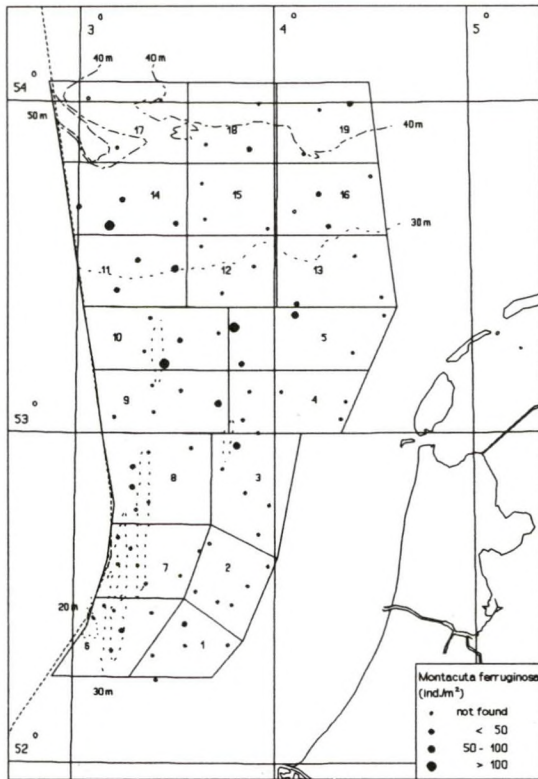 3 ° 4 ° 5 °
40 m 40 m
54 °
50 m
17 18 19 40 m
14 15 16
30 m
11 12 13
10 5
9 4
53 °
8 3
7 2
20 m
6 1
30 m
52 °
Montacuta ferruginosa
(ind./m²)
not found
< 50
50 - 100
> 100